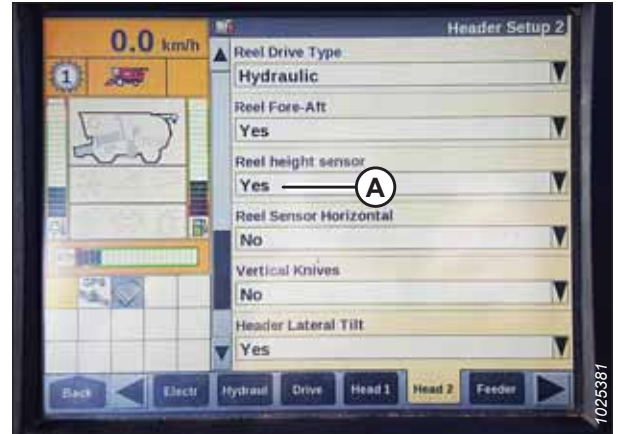 Header Setup 2
0.0 km/h
1
Reel Drive Type
Hydraulic
Reel Fore-Aft
Yes
Reel height sensor
Yes
A
Reel Sensor Horizontal
No
Vertical Knives
No
Header Lateral Tilt
Yes
Back
Electr
Hydraul
Drive
Head 1
Head 2
Feeder
1025381